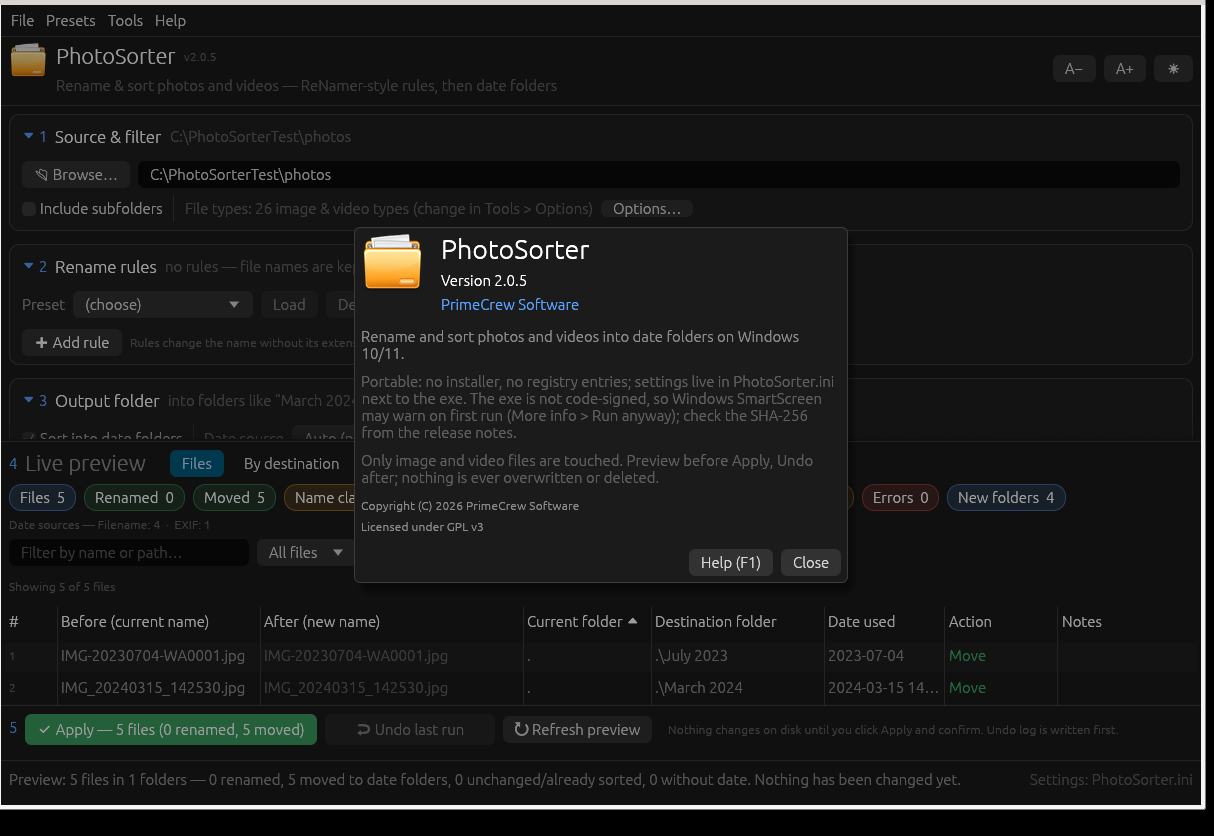 File Presets Tools Help
PhotoSorter v2.0.5
Rename & sort photos and videos — ReNamer-style rules, then date folders
A− A+
1 Source & filter C:\PhotoSorterTest\photos
Browse… C:\PhotoSorterTest\photos
Include subfolders File types: 26 image & video types (change in Tools > Options) Options…
2 Rename rules no rules — file names are
Preset (choose) Load
+ Add rule Rules change the name without its
3 Output folder into folders like "March
Sort into date folders Date source
PhotoSorter
Version 2.0.5
PrimeCrew Software
Rename and sort photos and videos into date folders on Windows
10/11.
Portable: no installer, no registry entries; settings live in PhotoSorter.ini
next to the exe. The exe is not code-signed, so Windows SmartScreen
may warn on first run (More info > Run anyway); check the SHA-256
from the release notes.
Only image and video files are touched. Preview before Apply, Undo
after; nothing is ever overwritten or deleted.
Copyright (C) 2026 PrimeCrew Software
Licensed under GPL v3
Help (F1) Close
4 Live preview Files By destination
Files 5 Renamed 0 Moved 5 Name Errors 0 New folders 4
Date sources — Filename: 4 · EXIF: 1
Filter by name or path… All files
Showing 5 of 5 files
# Before (current name) After (new name) Current folder Destination folder Date used Action Notes
1 IMG-20230704-WA0001.jpg IMG-20230704-WA0001.jpg . .\July 2023 2023-07-04 Move
2 IMG_20240315_142530.jpg IMG_20240315_142530.jpg . .\March 2024 2024-03-15 14… Move
5 Apply — 5 files (0 renamed, 5 moved) Undo last run Refresh preview Nothing changes on disk until you click Apply and confirm. Undo log is written first.
Preview: 5 files in 1 folders — 0 renamed, 5 moved to date folders, 0 unchanged/already sorted, 0 without date. Nothing has been changed yet. Settings: PhotoSorter.ini